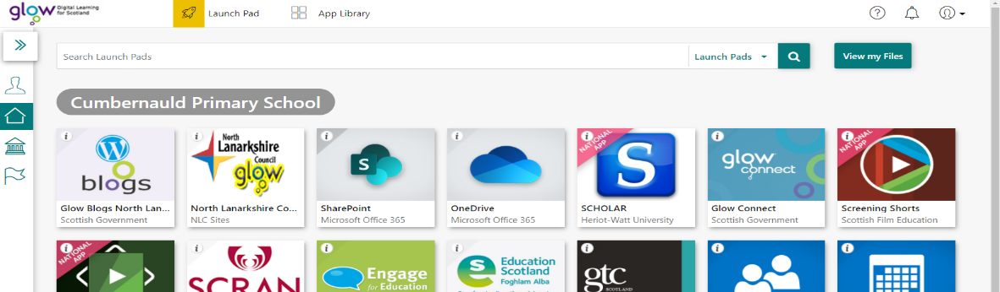 glow Digital Learning for Scotland
Launch Pad
App Library
Search Launch Pads
Launch Pads
View my Files
Cumbernauld Primary School
blogs
Glow Blogs North Lan...
Scottish Government
North
Lanarkshire
Council
glow
North Lanarkshire Co...
NLC Sites
S
SharePoint
Microsoft Office 365
OneDrive
Microsoft Office 365
NATIONAL APP
S
SCHOLAR
Heriot-Watt University
glow
connect
Glow Connect
Scottish Government
NATIONAL APP
Screening Shorts
Scottish Film Education
NATIONAL APP
SCRAN
Engage
for Education
Education
Scotland
Foghlam Alba
gtc
SCOTLAND